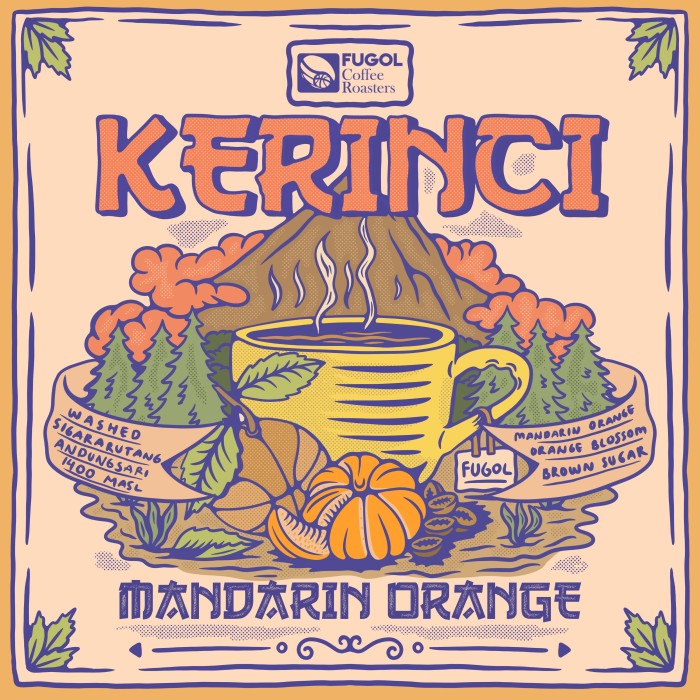 FUGOL
Coffee
Roasters
KERINCI
WASHED
SIGARARUTANG
ANDUNGSARI
1400 MASL
MANDARIN ORANGE
ORANGE BLOSSOM
BROWN SUGAR
FUGOL
MANDARIN ORANGE